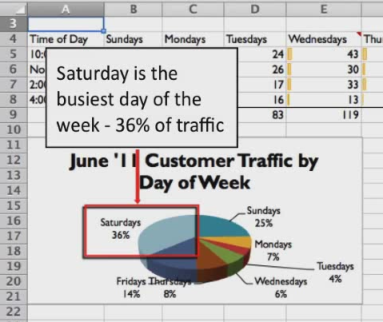 A B C D E
3
4 Time of Day Sundays Mondays Tuesdays Wednesdays Thu
5 10: 24 43
6 No 26 30
7 2:0 17 33
8 4:0 16 13
9 83 119
10
Saturday is the
busiest day of the
week - 36% of traffic
11
12 June '11 Customer Traffic by
13
14 Day of Week
15
16 Saturdays Sundays
17 36% 25%
18 Mondays
19 7% Tuesdays
20 Fridays Thursdays Wednesdays 4%
21 14% 8% 6%
22